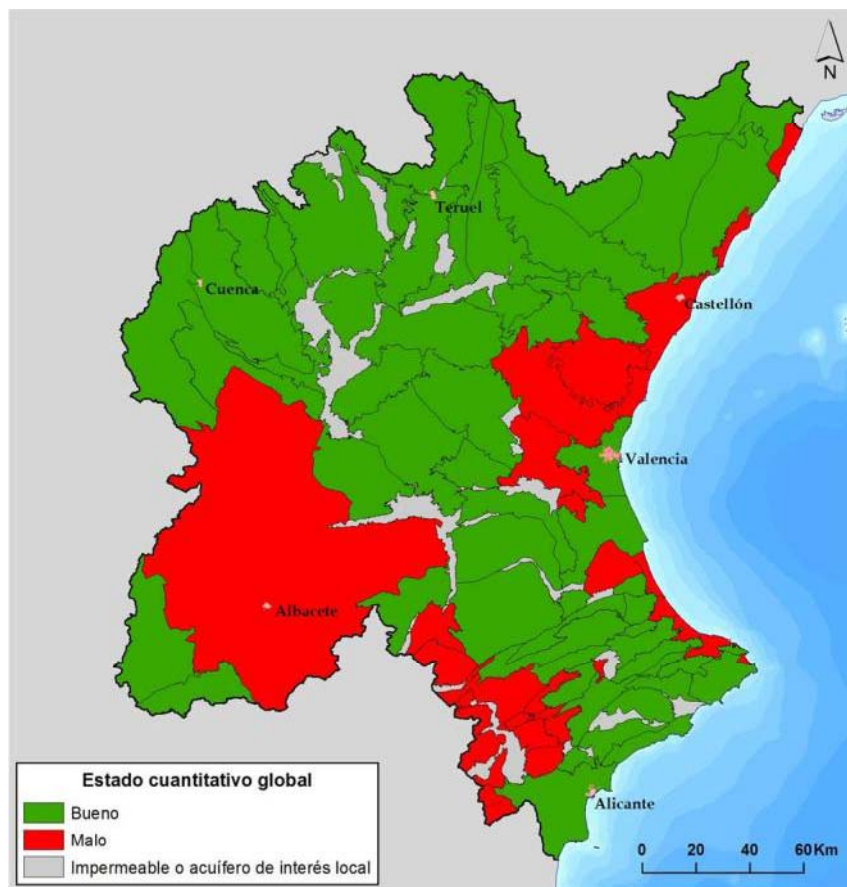 N
Teruel
Cuenca
Castellón
Valencia
Albacete
Alicante
Estado cuantitativo global
Bueno
Malo
Impermeable o acuífero de interés local
0 20 40 60 Km